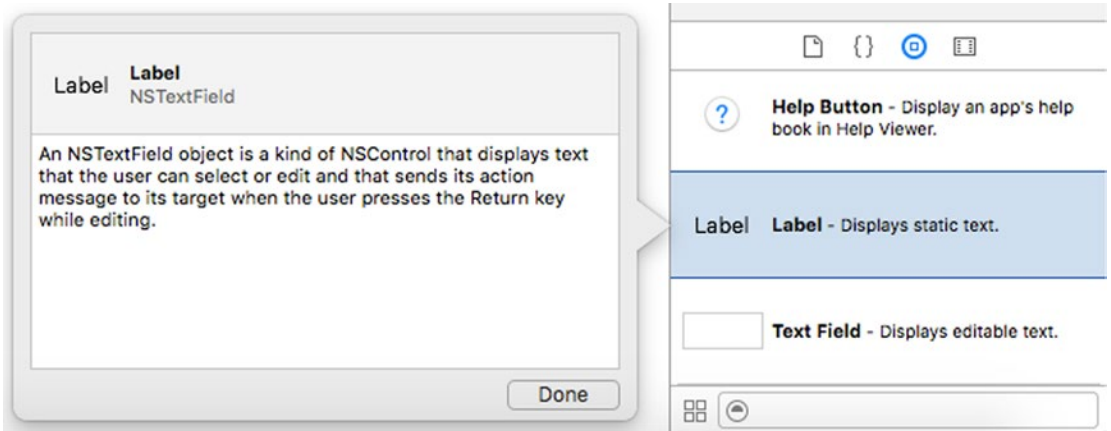 Label
Label
NSTextField
An NSTextField object is a kind of NSControl that displays text
that the user can select or edit and that sends its action
message to its target when the user presses the Return key
while editing.
Done
{}
?
Help Button - Display an app's help
book in Help Viewer.
Label
Label - Displays static text.
Text Field - Displays editable text.